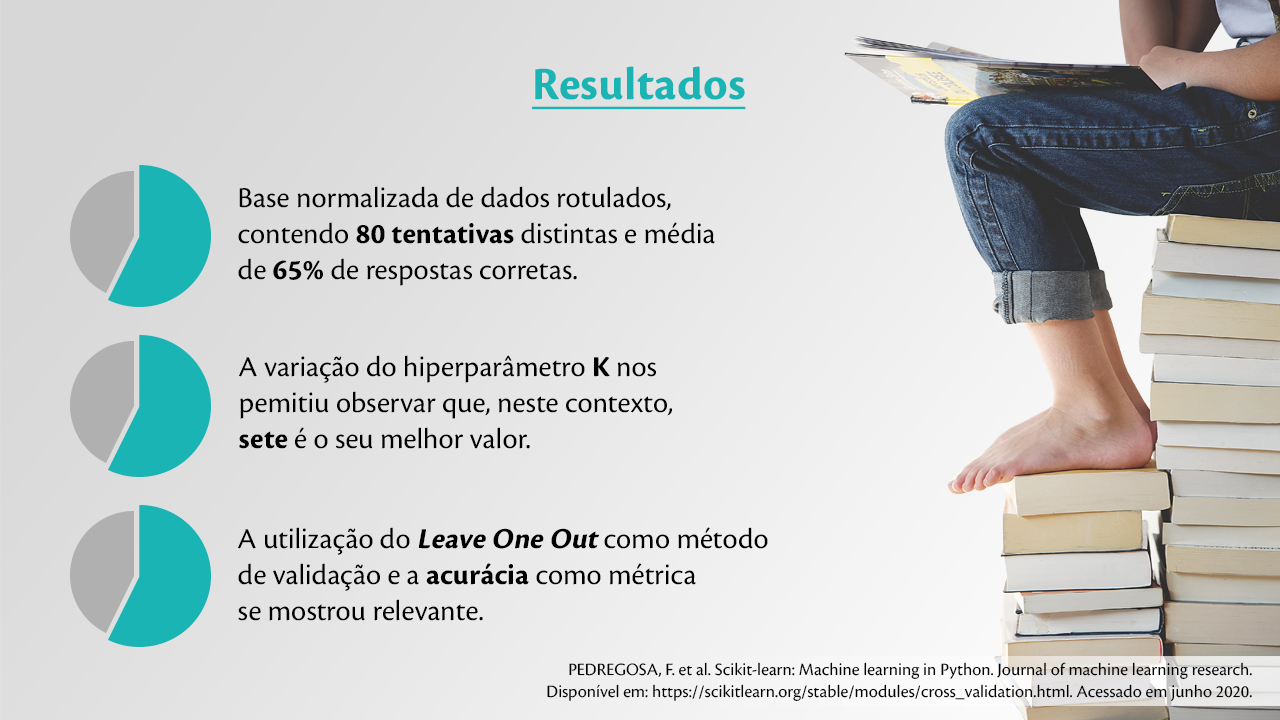 Resultados
Base normalizada de dados rotulados,
contendo 80 tentativas distintas e média
de 65% de respostas corretas.
A variação do hiperparâmetro K nos
pemitiu observar que, neste contexto,
sete é o seu melhor valor.
A utilização do Leave One Out como método
de validação e a acurácia como métrica
se mostrou relevante.
PEDREGOSA, F. et al. Scikit-learn: Machine learning in Python. Journal of machine learning research.
Disponível em: https://scikitlearn.org/stable/modules/cross_validation.html. Acessado em junho 2020.